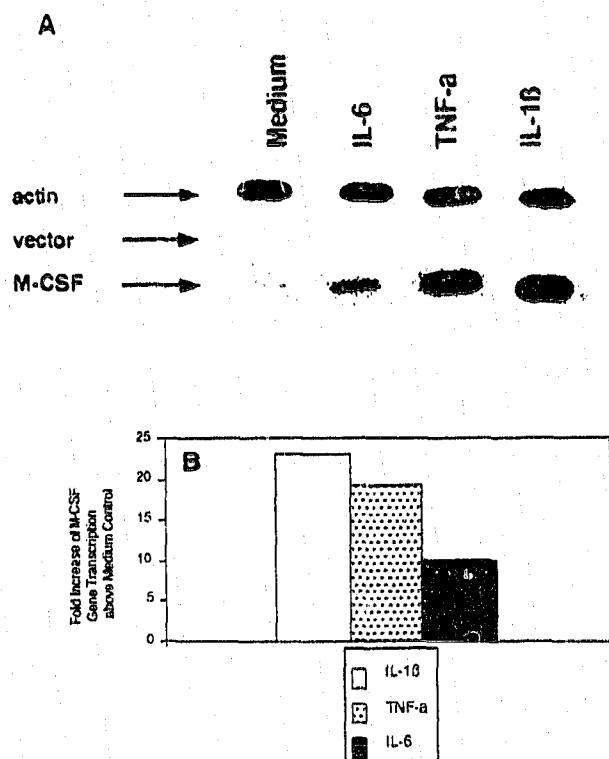 A
Medium
IL-6
TNF-a
IL-1ß
actin
vector
M-CSF
25
20
15
10
5
0
B
Fold Increase of M-CSF
Gene Transcription
above Medium Control
IL-1ß
TNF-a
IL-6